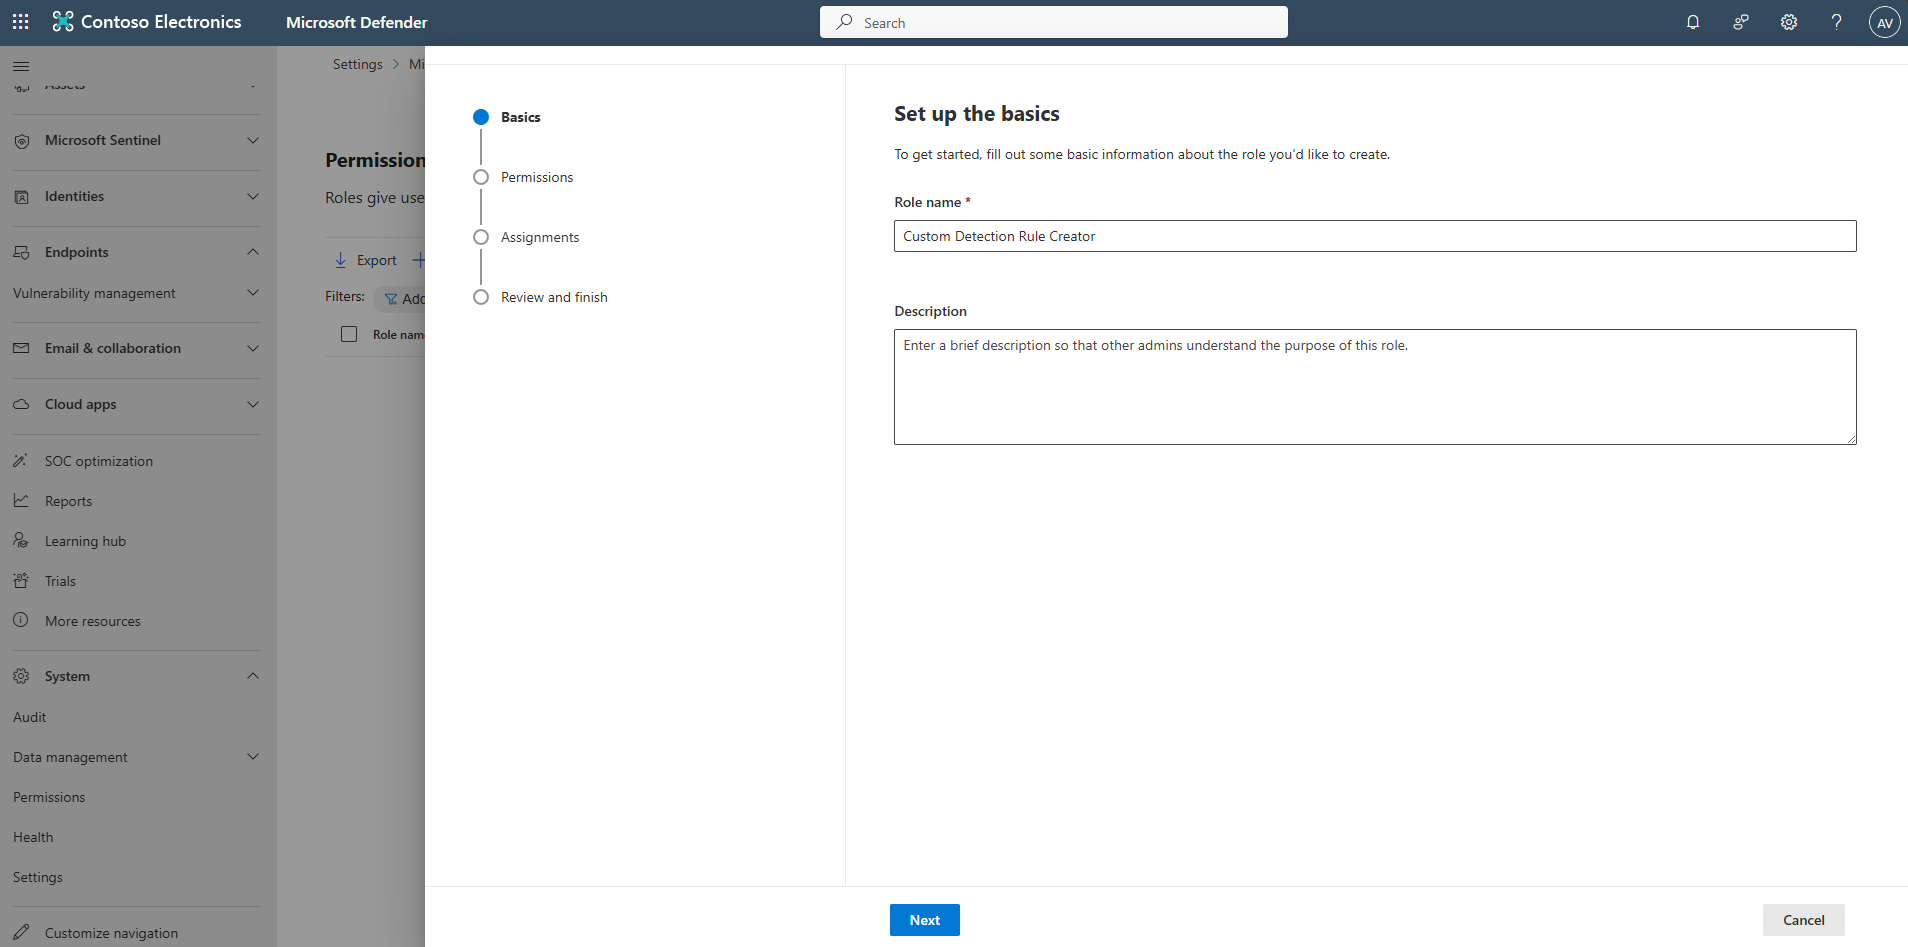 Contoso Electronics
Microsoft Defender
Search
AV
Assets
Microsoft Sentinel
Identities
Endpoints
Vulnerability management
Email & collaboration
Cloud apps
SOC optimization
Reports
Learning hub
Trials
More resources
System
Audit
Data management
Permissions
Health
Settings
Customize navigation
Settings > Mi
Permission
Roles give use
Export
Filters:
Add
Role nam
Basics
Permissions
Assignments
Review and finish
Set up the basics
To get started, fill out some basic information about the role you'd like to create.
Role name *
Custom Detection Rule Creator
Description
Enter a brief description so that other admins understand the purpose of this role.
Next
Cancel